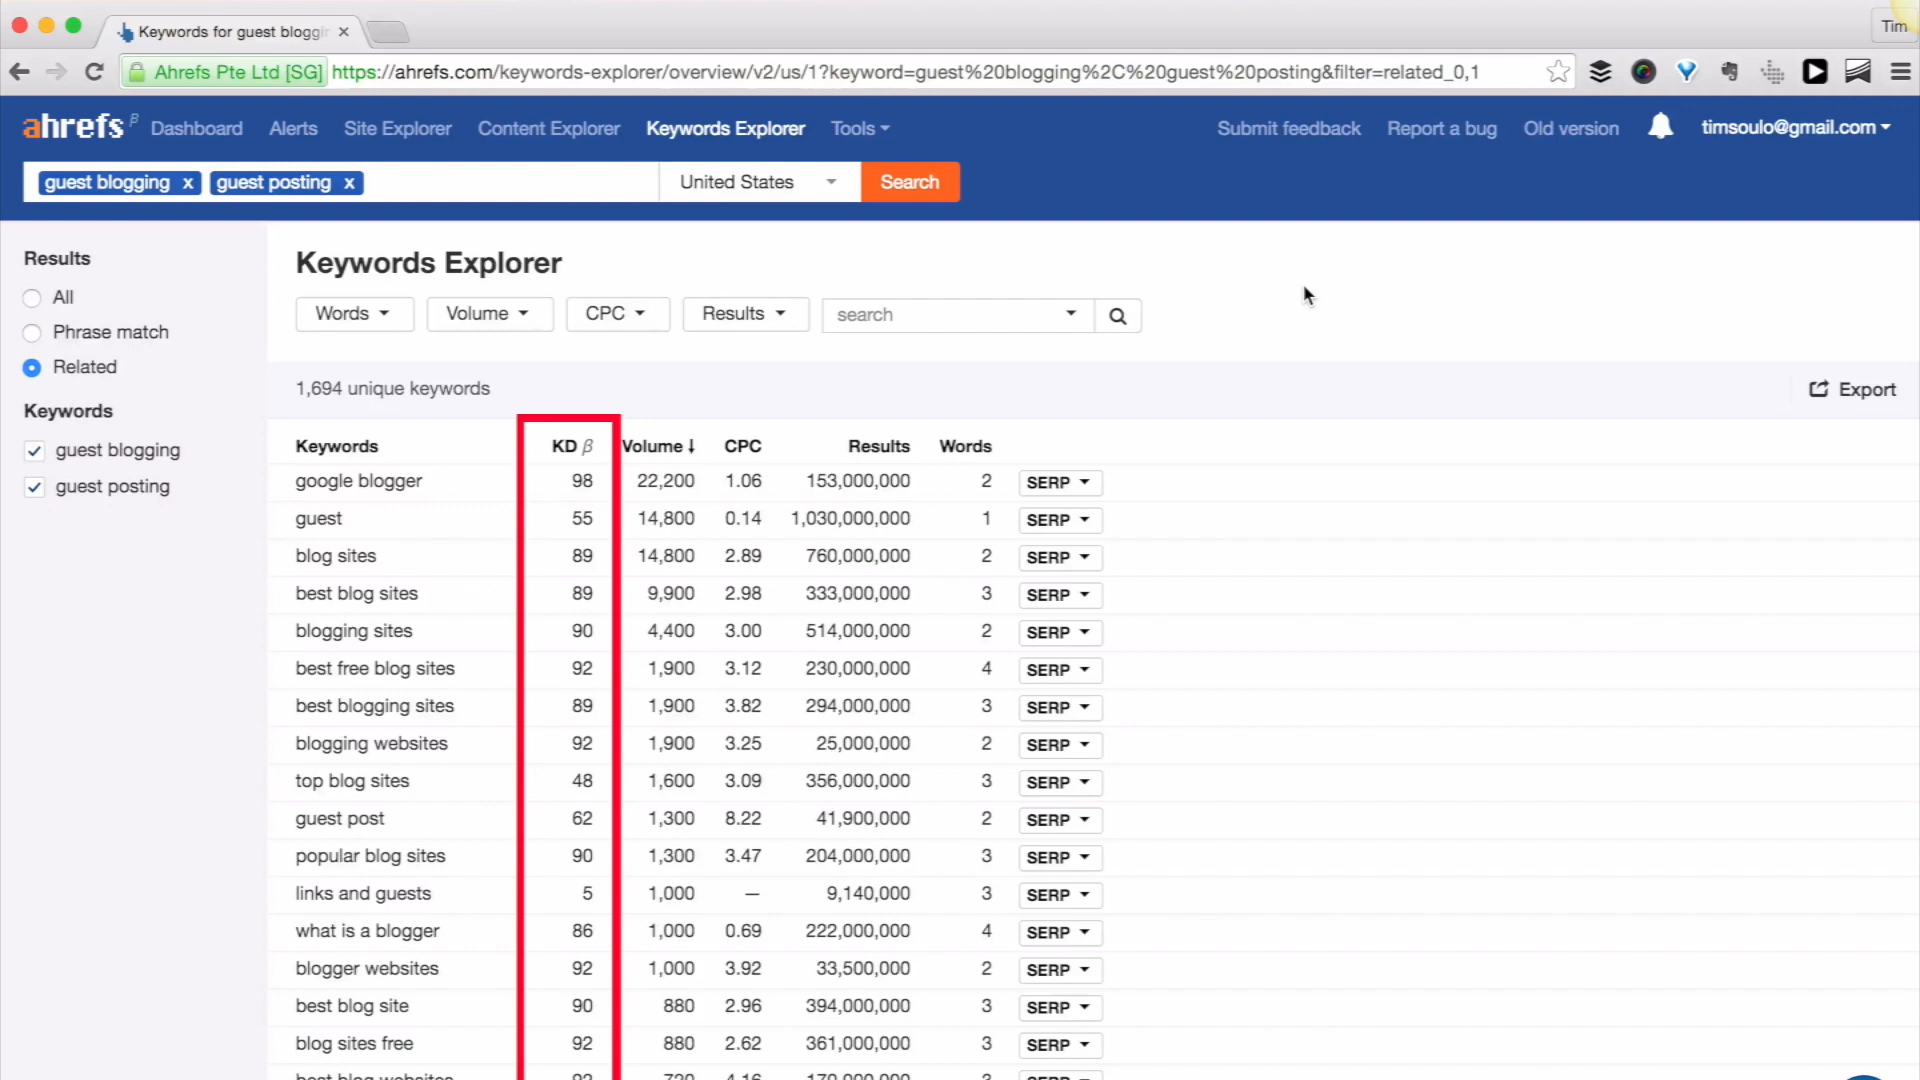 Keywords for guest bloggin
Tim
Ahrefs Pte Ltd [SG] https://ahrefs.com/keywords-explorer/overview/v2/us/1?keyword=guest%20blogging%2C%20guest%20posting&filter=related_0,1
ahrefs β Dashboard Alerts Site Explorer Content Explorer Keywords Explorer Tools Submit feedback Report a bug Old version timsoulo@gmail.com
guest blogging x guest posting x United States Search
Results
All
Phrase match
Related
Keywords
guest blogging
guest posting
Keywords Explorer
Words Volume CPC Results search
1,694 unique keywords Export
Keywords KD β Volume ↓ CPC Results Words
google blogger 98 22,200 1.06 153,000,000 2 SERP
guest 55 14,800 0.14 1,030,000,000 1 SERP
blog sites 89 14,800 2.89 760,000,000 2 SERP
best blog sites 89 9,900 2.98 333,000,000 3 SERP
blogging sites 90 4,400 3.00 514,000,000 2 SERP
best free blog sites 92 1,900 3.12 230,000,000 4 SERP
best blogging sites 89 1,900 3.82 294,000,000 3 SERP
blogging websites 92 1,900 3.25 25,000,000 2 SERP
top blog sites 48 1,600 3.09 356,000,000 3 SERP
guest post 62 1,300 8.22 41,900,000 2 SERP
popular blog sites 90 1,300 3.47 204,000,000 3 SERP
links and guests 5 1,000 — 9,140,000 3 SERP
what is a blogger 86 1,000 0.69 222,000,000 4 SERP
blogger websites 92 1,000 3.92 33,500,000 2 SERP
best blog site 90 880 2.96 394,000,000 3 SERP
blog sites free 92 880 2.62 361,000,000 3 SERP
best blog websites